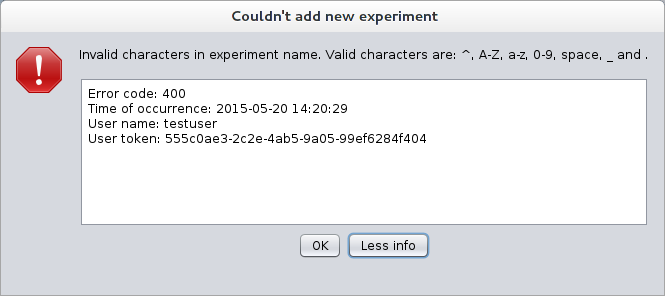 Couldn't add new experiment
Invalid characters in experiment name. Valid characters are: ^, A-Z, a-z, 0-9, space, _ and .
Error code: 400
Time of occurrence: 2015-05-20 14:20:29
User name: testuser
User token: 555c0ae3-2c2e-4ab5-9a05-99ef6284f404
OK
Less info